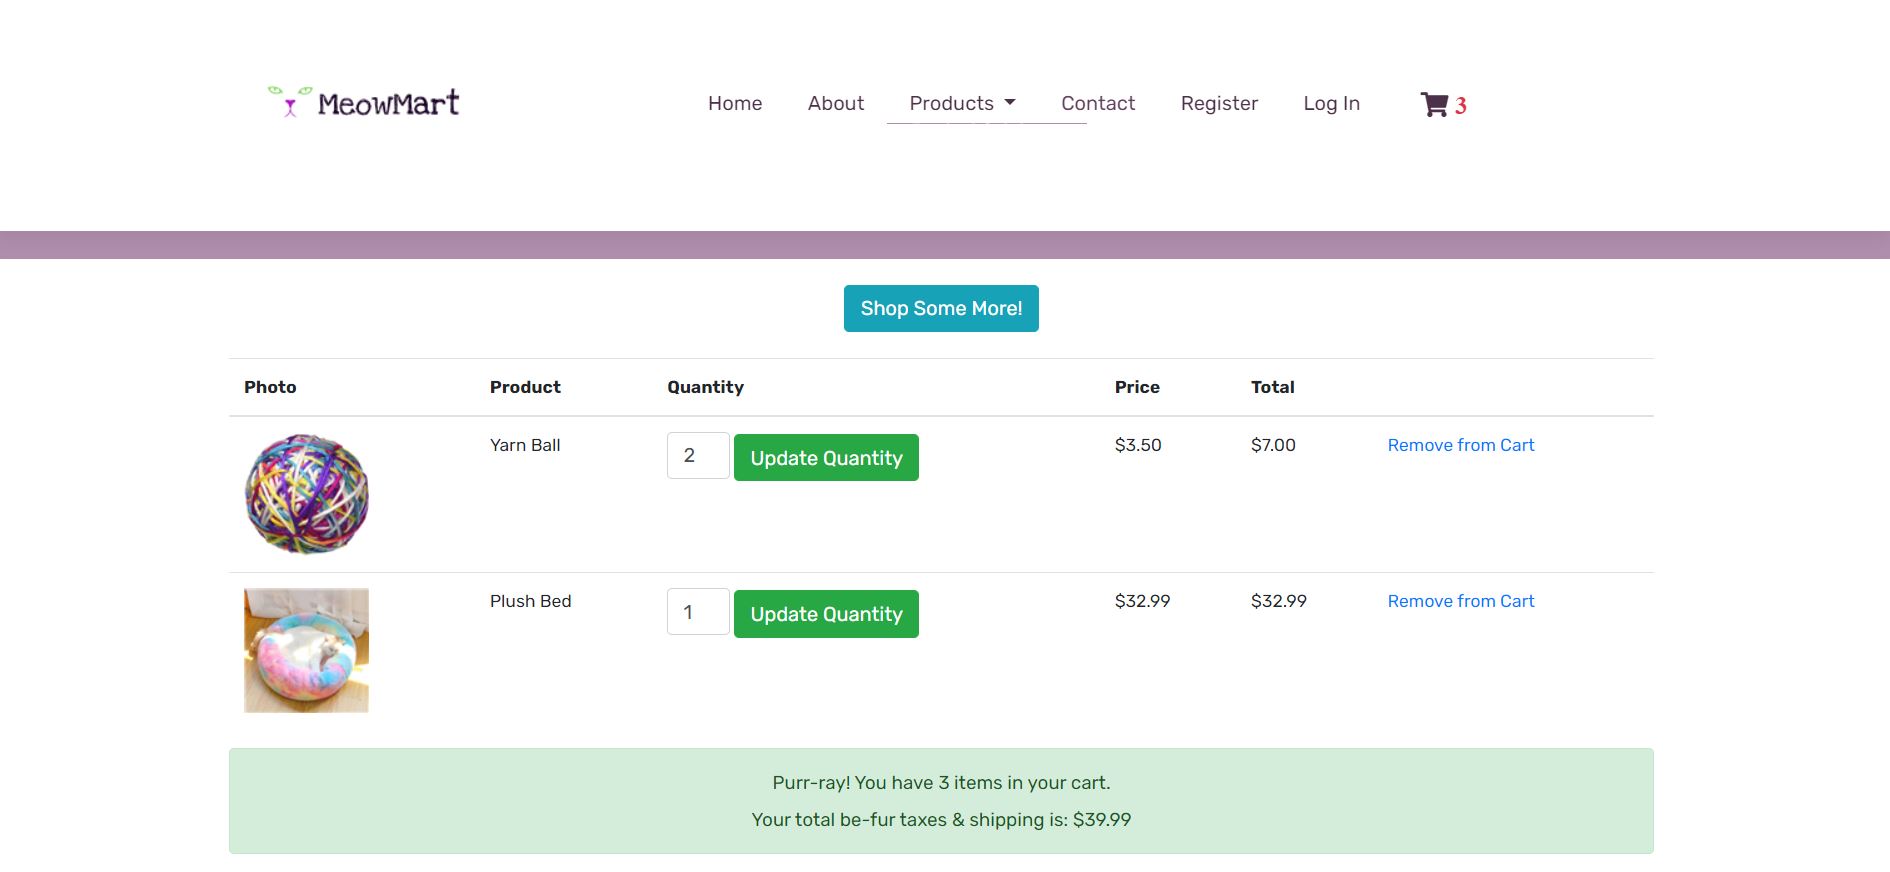 MeowMart
Home About Products Contact Register Log In 3
Shop Some More!
Photo Product Quantity Price Total
Yarn Ball 2 Update Quantity $3.50 $7.00 Remove from Cart
Plush Bed 1 Update Quantity $32.99 $32.99 Remove from Cart
Purr-ray! You have 3 items in your cart.
Your total be-fur taxes & shipping is: $39.99